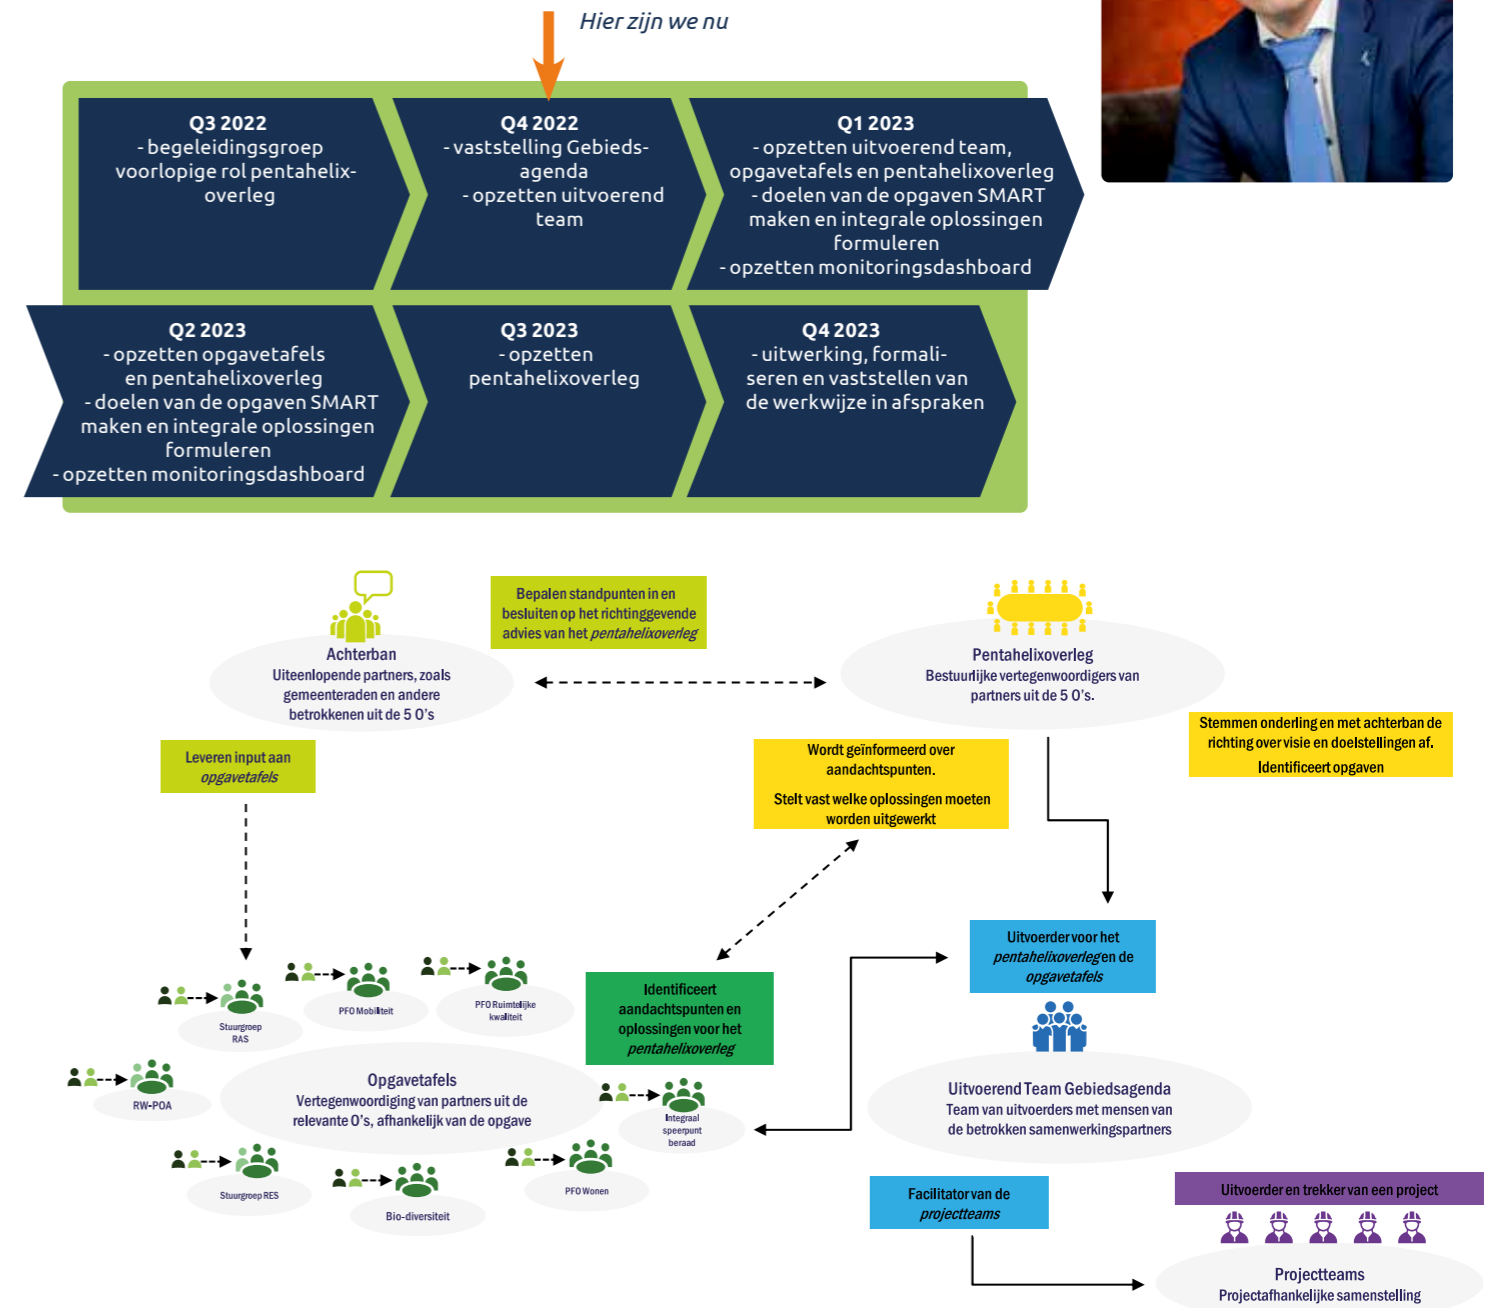 Hier zijn we nu
Q3 2022
- begeleidingsgroep
voorlopige rol pentahelix-
overleg
Q4 2022
- vaststelling Gebieds-
agenda
- opzetten uitvoerend
team
Q1 2023
- opzetten uitvoerend team,
opgavetafels en pentahelixoverleg
- doelen van de opgaven SMART
maken en integrale oplossingen
formuleren
- opzetten monitoringsdashboard
Q2 2023
- opzetten opgavetafels
en pentahelixoverleg
- doelen van de opgaven SMART
maken en integrale oplossingen
formuleren
- opzetten monitoringsdashboard
Q3 2023
- opzetten
pentahelixoverleg
Q4 2023
- uitwerking, formali-
seren en vaststellen van
de werkwijze in afspraken
Bepalen standpunten in en
besluiten op het richtinggevende
advies van het pentahelixoverleg
Achterban
Uiteenlopende partners, zoals
gemeenteraden en andere
betrokkenen uit de 5 O's
Pentahelixoverleg
Bestuurlijke vertegenwoordigers van
partners uit de 5 O's.
Stemmen onderling en met achterban de
richting over visie en doelstellingen af.
Identificeert opgaven
Leveren input aan
opgavetafels
Wordt geïnformeerd over
aandachtspunten.
Stelt vast welke oplossingen moeten
worden uitgewerkt
Uitvoerder voor het
pentahelixoverleg en de
opgavetafels
Identificeert
aandachtspunten en
oplossingen voor het
pentahelixoverleg
Stuurgroep
RAS
PFO Mobiliteit
PFO Ruimtelijke
kwaliteit
RW-POA
Opgavetafels
Vertegenwoordiging van partners uit de
relevante O's, afhankelijk van de opgave
Integraal
speerpunt
beraad
Stuurgroep RES
Bio-diversiteit
PFO Wonen
Uitvoerend Team Gebiedsagenda
Team van uitvoerders met mensen van
de betrokken samenwerkingspartners
Facilitator van de
projectteams
Uitvoerder en trekker van een project
Projectteams
Projectafhankelijke samenstelling